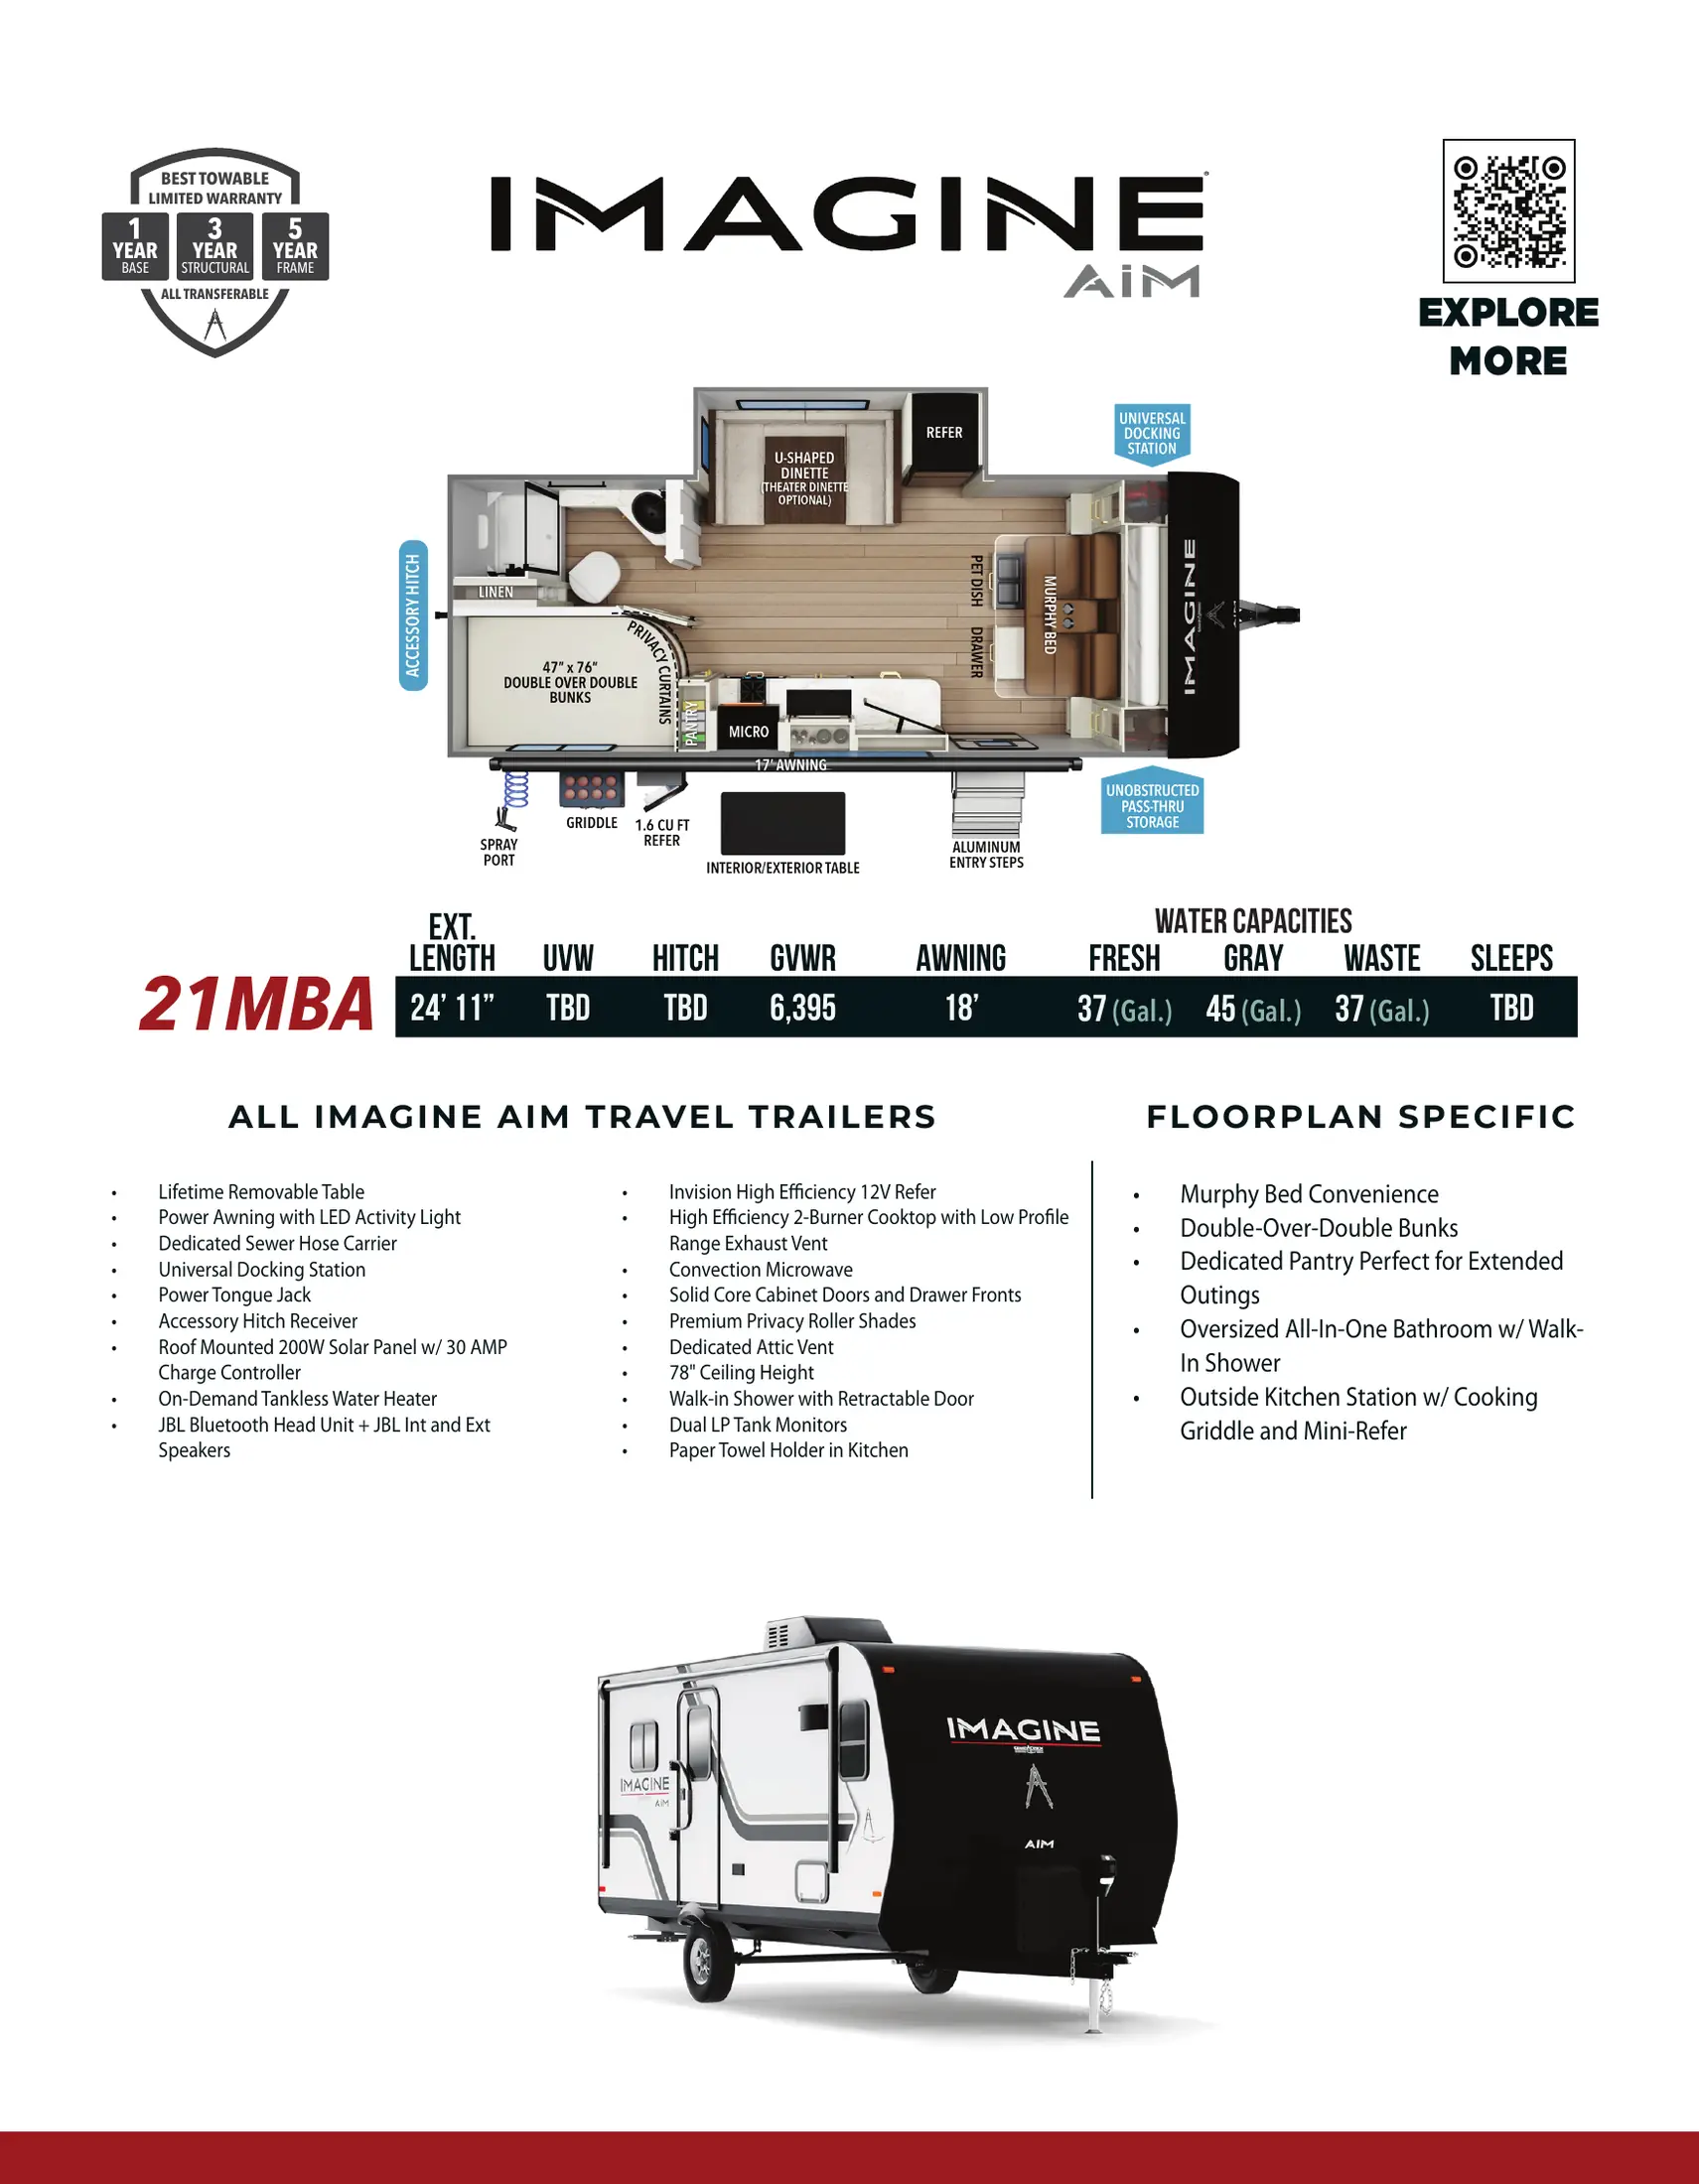 BEST TOWABLE
LIMITED WARRANTY
1
YEAR
BASE
3
YEAR
STRUCTURAL
5
YEAR
FRAME
ALL TRANSFERABLE
IMAGINE®
AiM
EXPLORE
MORE
UNIVERSAL
DOCKING
STATION
REFER
U-SHAPED
DINETTE
(THEATER DINETTE
OPTIONAL)
ACCESSORY HITCH
LINEN
PET DISH
DRAWER
MURPHY BED
IMAGINE
AIM
47” x 76”
DOUBLE OVER DOUBLE
BUNKS
PRIVACY CURTAINS
PANTRY
MICRO
17’ AWNING
SPRAY
PORT
GRIDDLE
1.6 CU FT
REFER
INTERIOR/EXTERIOR TABLE
ALUMINUM
ENTRY STEPS
UNOBSTRUCTED
PASS-THRU
STORAGE
WATER CAPACITIES
EXT.
LENGTH UVW HITCH GVWR AWNING FRESH GRAY WASTE SLEEPS
21MBA 24’ 11” TBD TBD 6,395 18’ 37 (Gal.) 45 (Gal.) 37 (Gal.) TBD
ALL IMAGINE AIM TRAVEL TRAILERS
• Lifetime Removable Table
• Power Awning with LED Activity Light
• Dedicated Sewer Hose Carrier
• Universal Docking Station
• Power Tongue Jack
• Accessory Hitch Receiver
• Roof Mounted 200W Solar Panel w/ 30 AMP
Charge Controller
• On-Demand Tankless Water Heater
• JBL Bluetooth Head Unit + JBL Int and Ext
Speakers
• Invision High Efficiency 12V Refer
• High Efficiency 2-Burner Cooktop with Low Profile
Range Exhaust Vent
• Convection Microwave
• Solid Core Cabinet Doors and Drawer Fronts
• Premium Privacy Roller Shades
• Dedicated Attic Vent
• 78" Ceiling Height
• Walk-in Shower with Retractable Door
• Dual LP Tank Monitors
• Paper Towel Holder in Kitchen
FLOORPLAN SPECIFIC
• Murphy Bed Convenience
• Double-Over-Double Bunks
• Dedicated Pantry Perfect for Extended
Outings
• Oversized All-In-One Bathroom w/ Walk-
In Shower
• Outside Kitchen Station w/ Cooking
Griddle and Mini-Refer
IMAGINE
AIM
IMAGINE
AIM